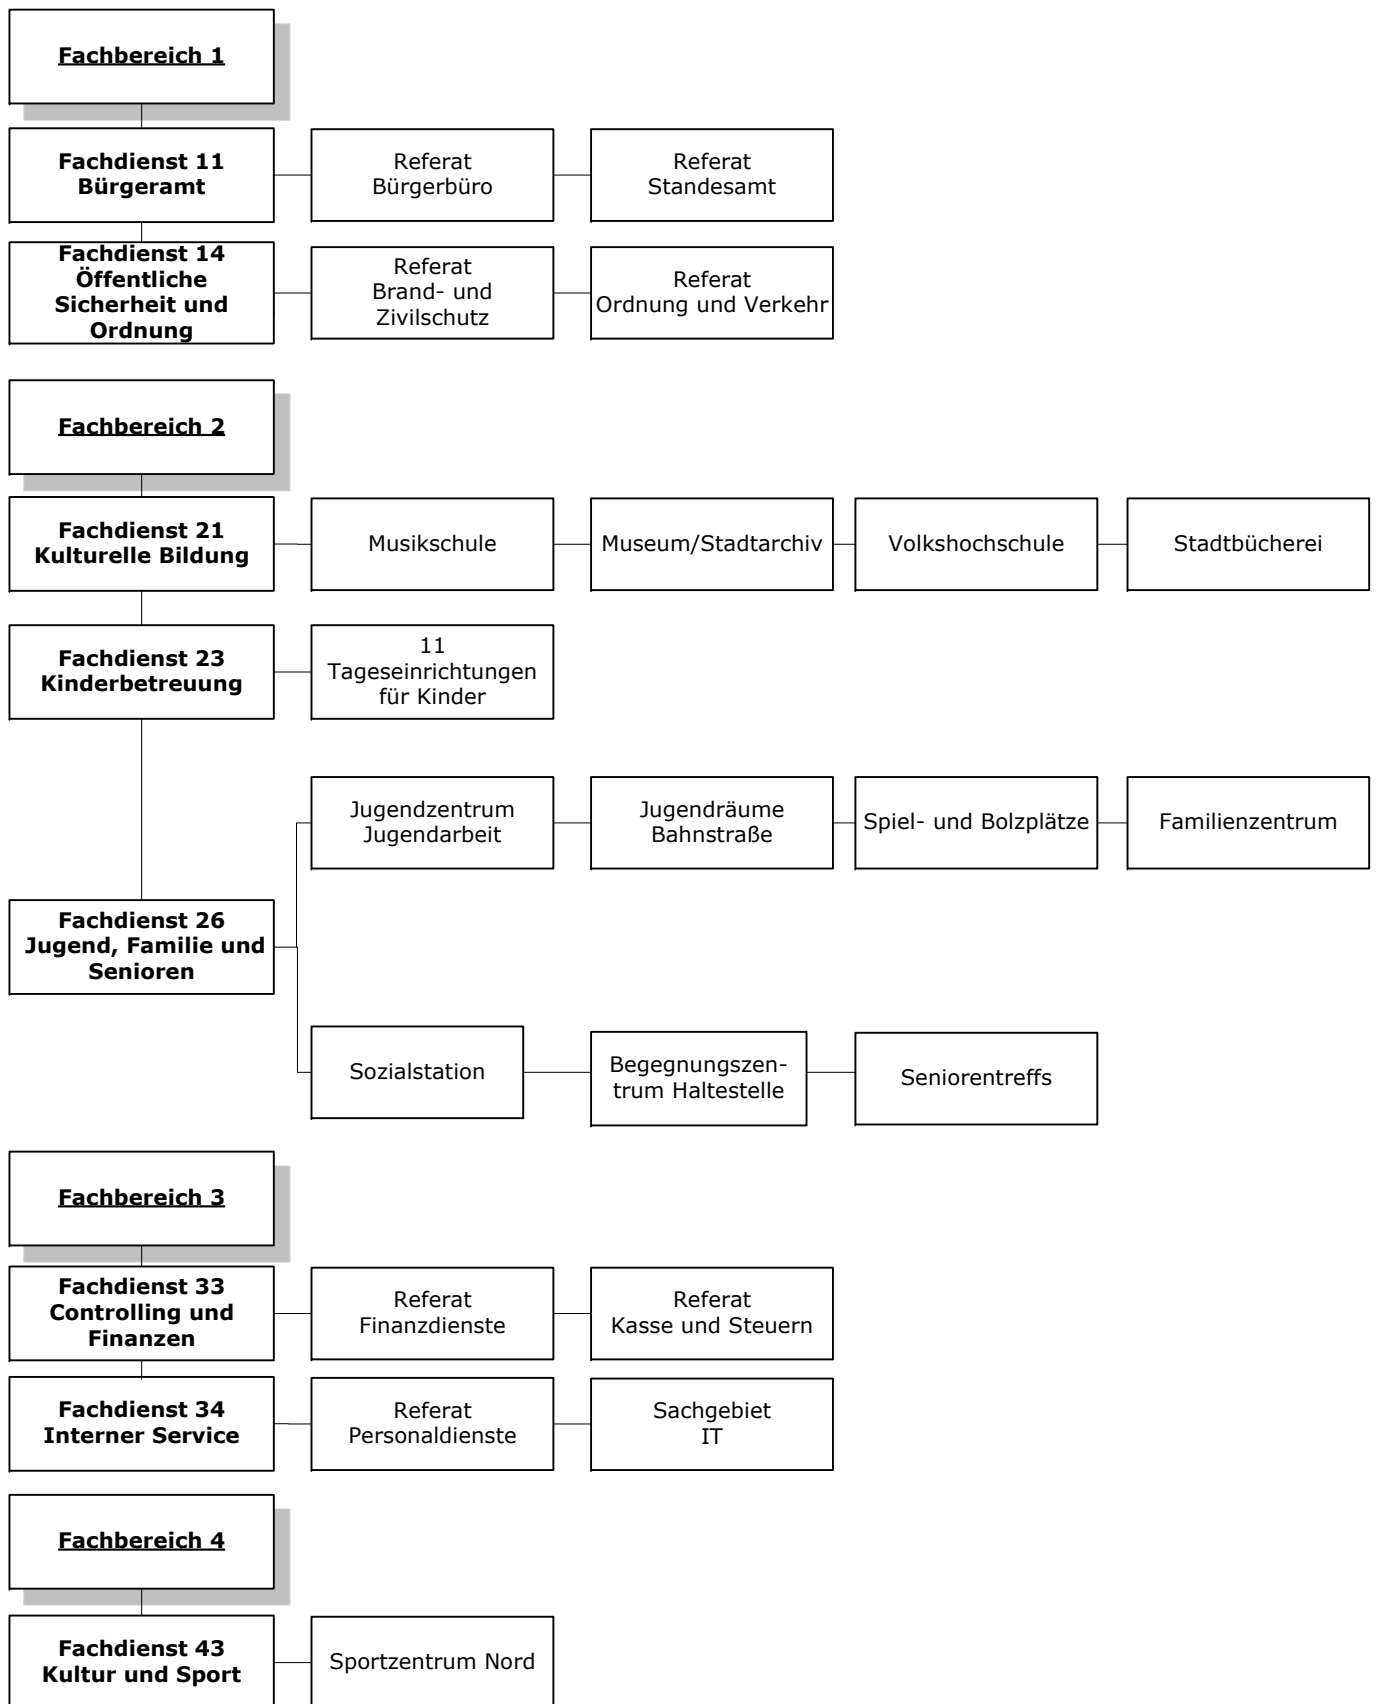 Fachbereich 1
Fachdienst 11
Bürgeramt
Referat
Bürgerbüro
Referat
Standesamt
Fachdienst 14
Öffentliche
Sicherheit und
Ordnung
Referat
Brand- und
Zivilschutz
Referat
Ordnung und Verkehr
Fachbereich 2
Fachdienst 21
Kulturelle Bildung
Musikschule
Museum/Stadtarchiv
Volkshochschule
Stadtbücherei
Fachdienst 23
Kinderbetreuung
11
Tageseinrichtungen
für Kinder
Jugendzentrum
Jugendarbeit
Jugendräume
Bahnstraße
Spiel- und Bolzplätze
Familienzentrum
Fachdienst 26
Jugend, Familie und
Senioren
Sozialstation
Begegnungszen-
trum Haltestelle
Seniorentreffs
Fachbereich 3
Fachdienst 33
Controlling und
Finanzen
Referat
Finanzdienste
Referat
Kasse und Steuern
Fachdienst 34
Interner Service
Referat
Personaldienste
Sachgebiet
IT
Fachbereich 4
Fachdienst 43
Kultur und Sport
Sportzentrum Nord